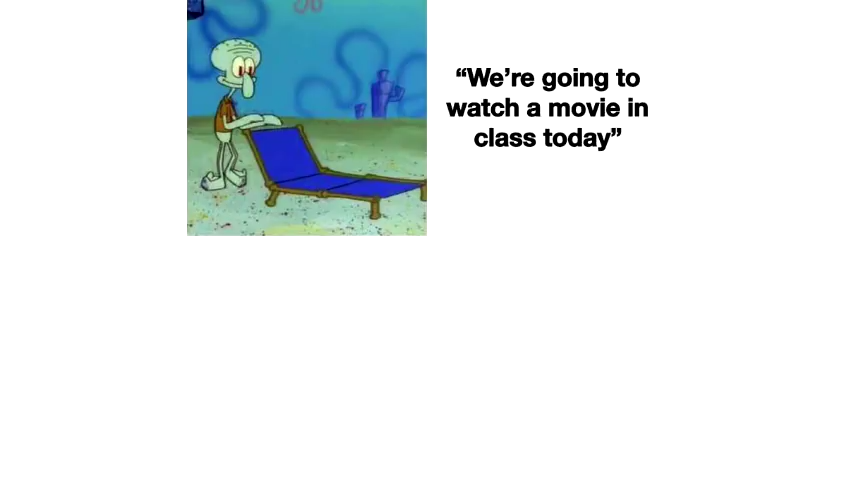 “We’re going to
watch a movie in
class today”